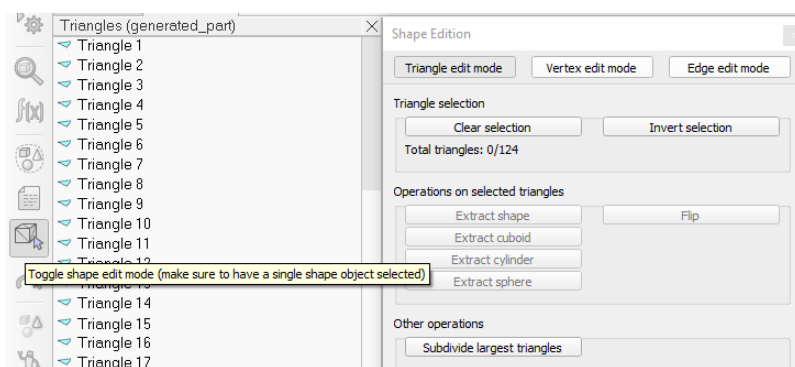 Triangles (generated_part)
Triangle 1
Triangle 2
Triangle 3
Triangle 4
Triangle 5
Triangle 6
Triangle 7
Triangle 8
Triangle 9
Triangle 10
Triangle 11
Toggle shape edit mode (make sure to have a single shape object selected)
Triangle 14
Triangle 15
Triangle 16
Triangle 17
f(x)
Shape Edition
Triangle edit mode Vertex edit mode Edge edit mode
Triangle selection
Clear selection Invert selection
Total triangles: 0/124
Operations on selected triangles
Extract shape Flip
Extract cuboid
Extract cylinder
Extract sphere
Other operations
Subdivide largest triangles